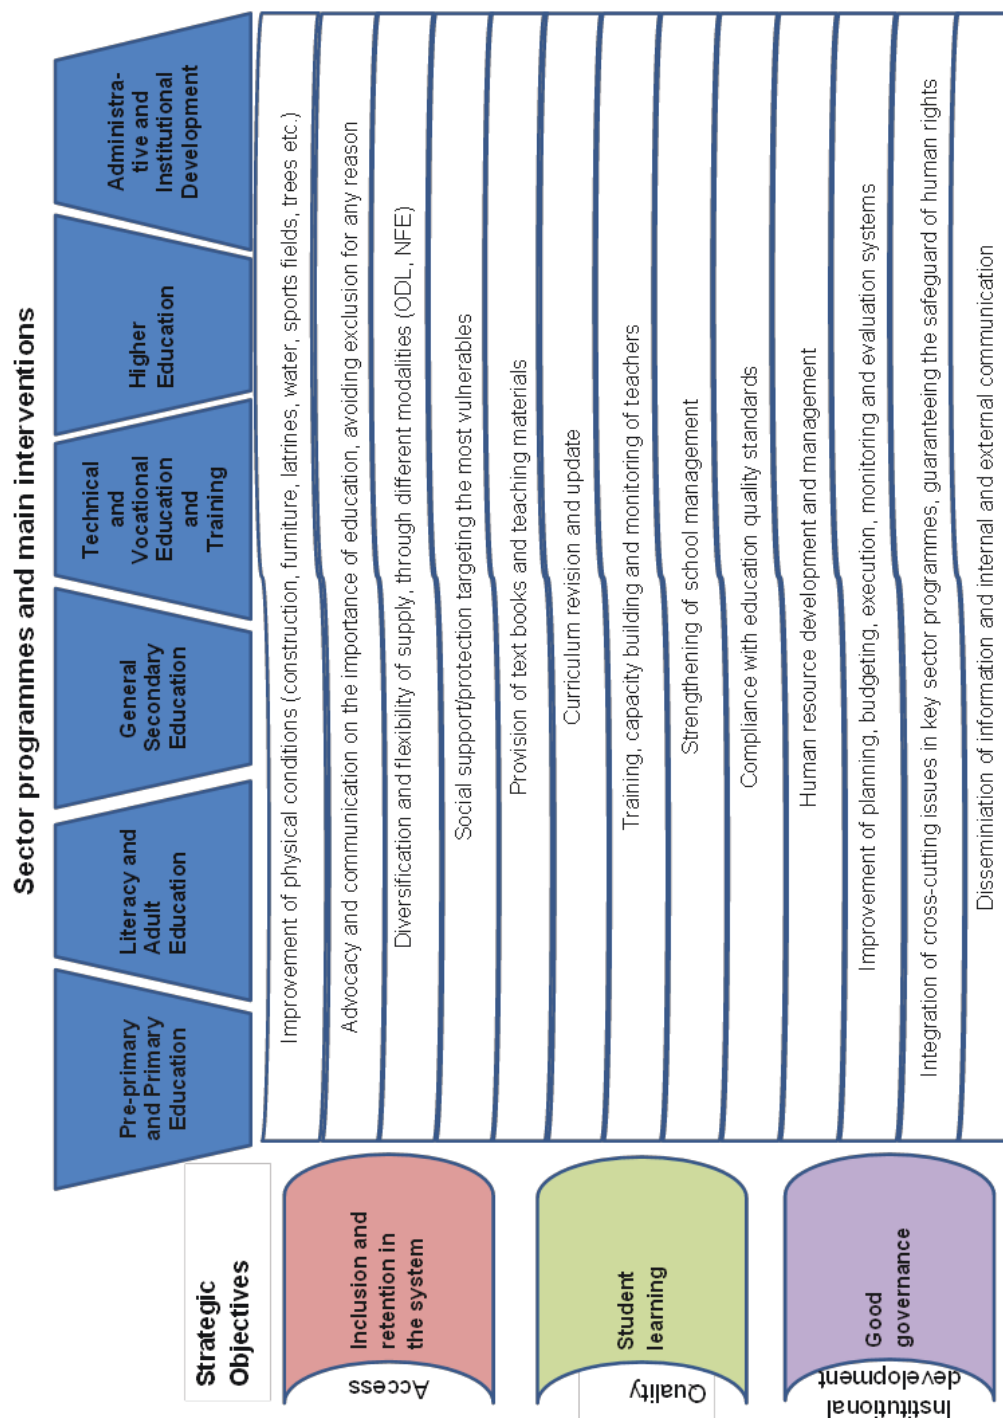 Sector programmes and main interventions
Pre-primary
and Primary
Education
Literacy and
Adult
Education
General
Secondary
Education
Technical
and
Vocational
Education
and
Training
Higher
Education
Administra-
tive and
Institutional
Development
Strategic
Objectives
Access
Inclusion and
retention in
the system
Quality
Student
learning
Institutional
development
Good
governance
Improvement of physical conditions (construction, furniture, latrines, water, sports fields, trees etc.)
Advocacy and communication on the importance of education, avoiding exclusion for any reason
Diversification and flexibility of supply, through different modalities (ODL, NFE)
Social support/protection targeting the most vulnerables
Provision of text books and teaching materials
Curriculum revision and update
Training, capacity building and monitoring of teachers
Strengthening of school management
Compliance with education quality standards
Human resource development and management
Improvement of planning, budgeting, execution, monitoring and evaluation systems
Integration of cross-cutting issues in key sector programmes, guaranteeing the safeguard of human rights
Desseminiation of information and internal and external communication